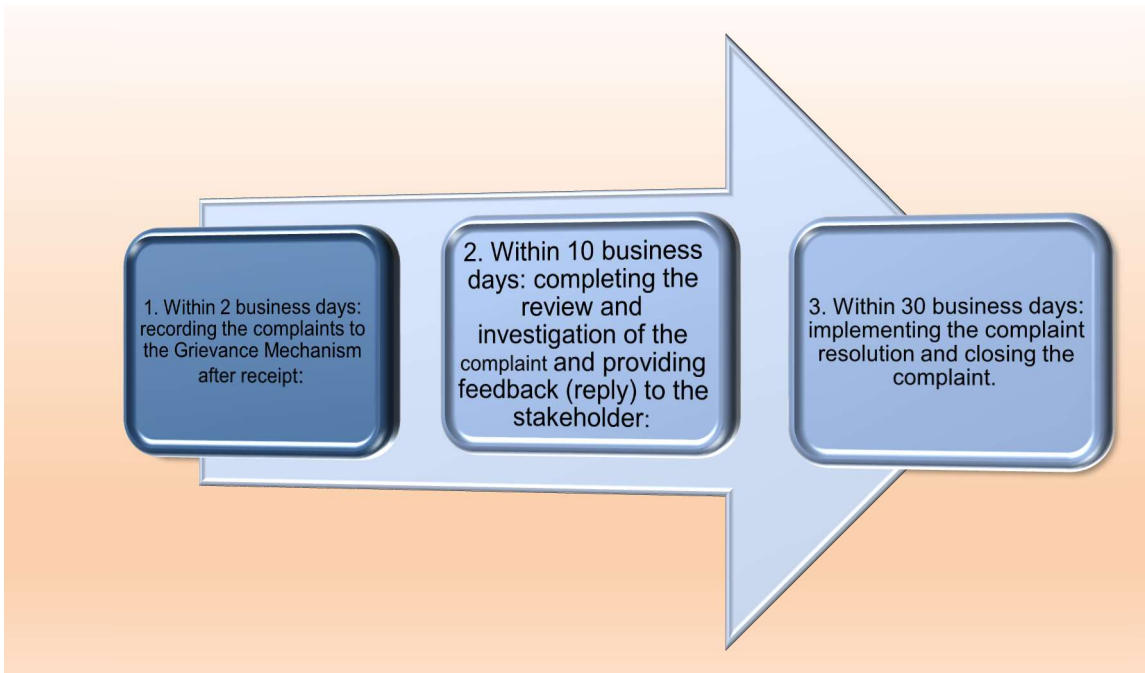 1. Within 2 business days:
recording the complaints to
the Grievance Mechanism
after receipt:
2. Within 10 business
days: completing the
review and
investigation of the
complaint and providing
feedback (reply) to the
stakeholder:
3. Within 30 business days:
implementing the complaint
resolution and closing the
complaint.